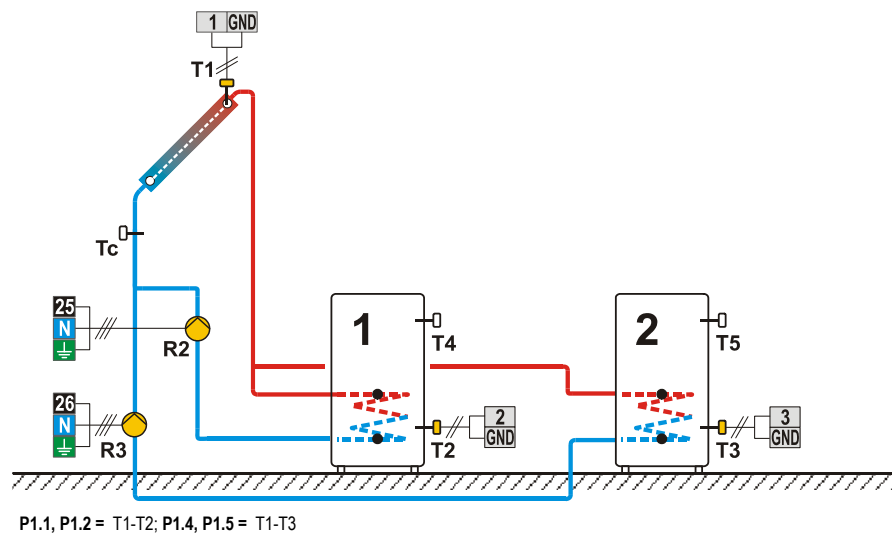 1 GND
T1
Tc
25
N
R2
1
T4
2
T5
26
N
R3
2
GND
T2
3
GND
T3
P1.1, P1.2 = T1-T2; P1.4, P1.5 = T1-T3